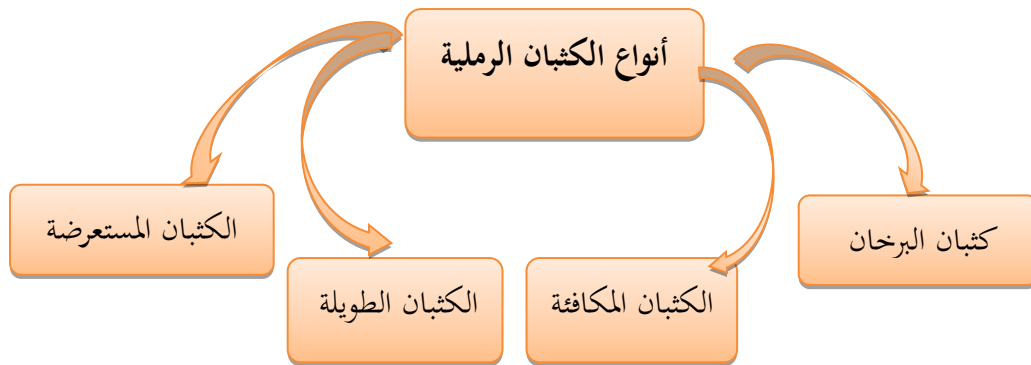 أنواع الكثبان الرملية
كثبان البرخان
الكثبان المكافئة
الكثبان الطويلة
الكثبان المستعرضة